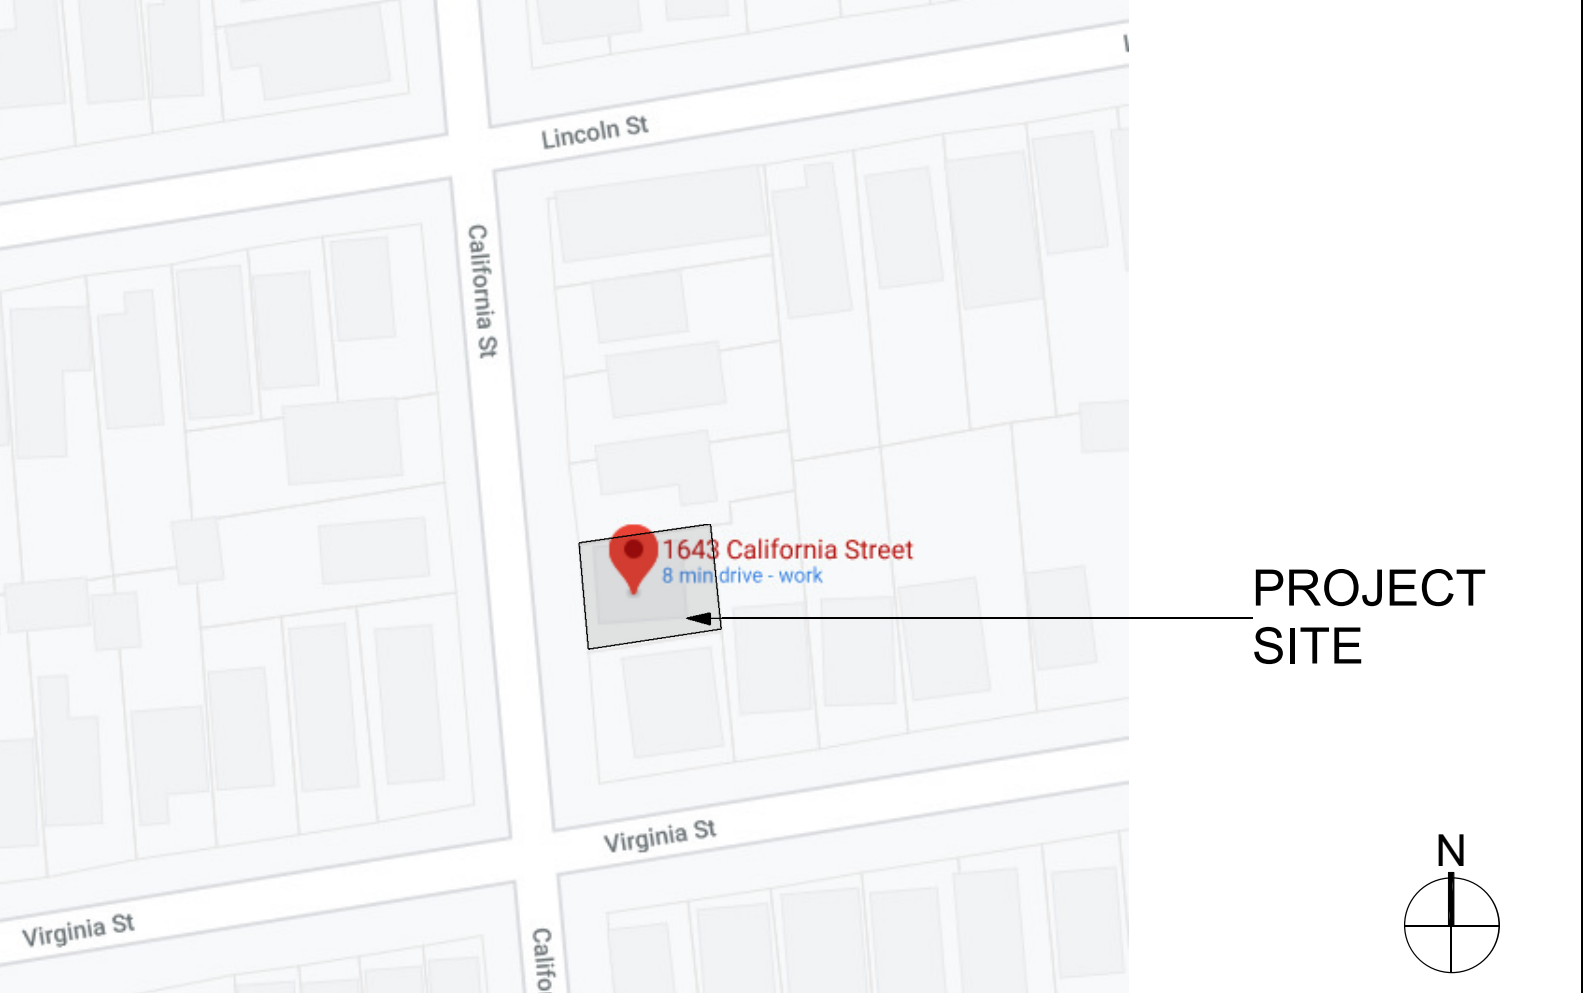 Lincoln St
California St
1643 California Street
8 min drive - work
PROJECT
SITE
Virginia St
N
Virginia St